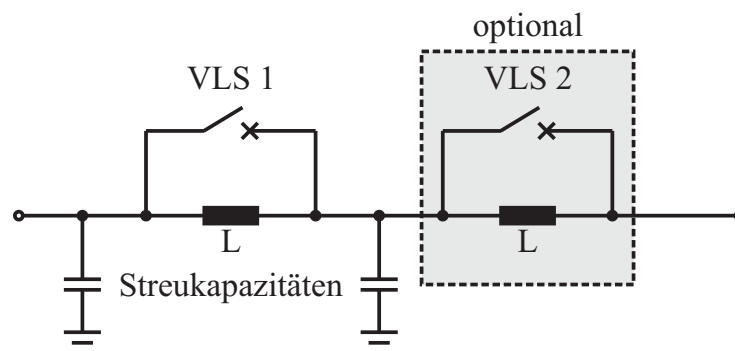 optional
VLS 1
VLS 2
L
L
Streukapazitäten